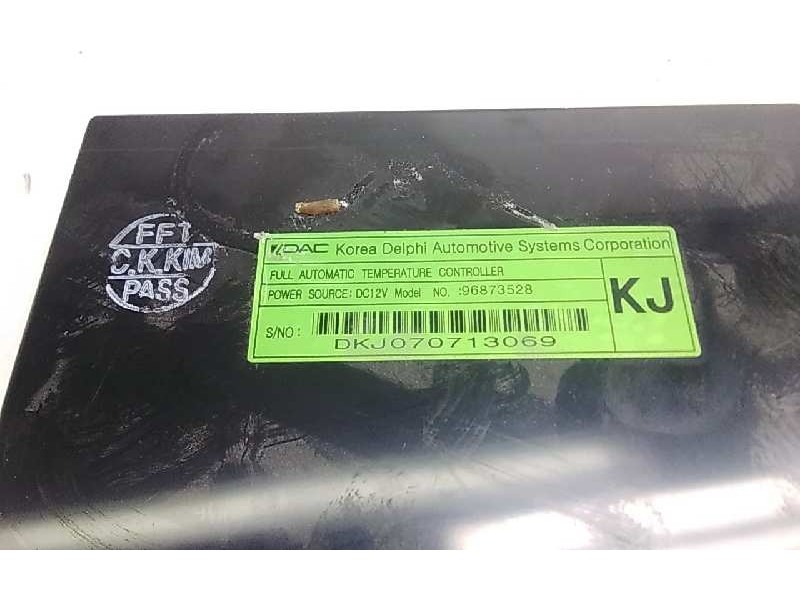 KDAC Korea Delphi Automotive Systems Corporation
FULL AUTOMATIC TEMPERATURE CONTROLLER
POWER SOURCE: DC12V Model NO. :96873528
KJ
S/NO :
DKJ070713069
FF1
C.K.KIM
PASS